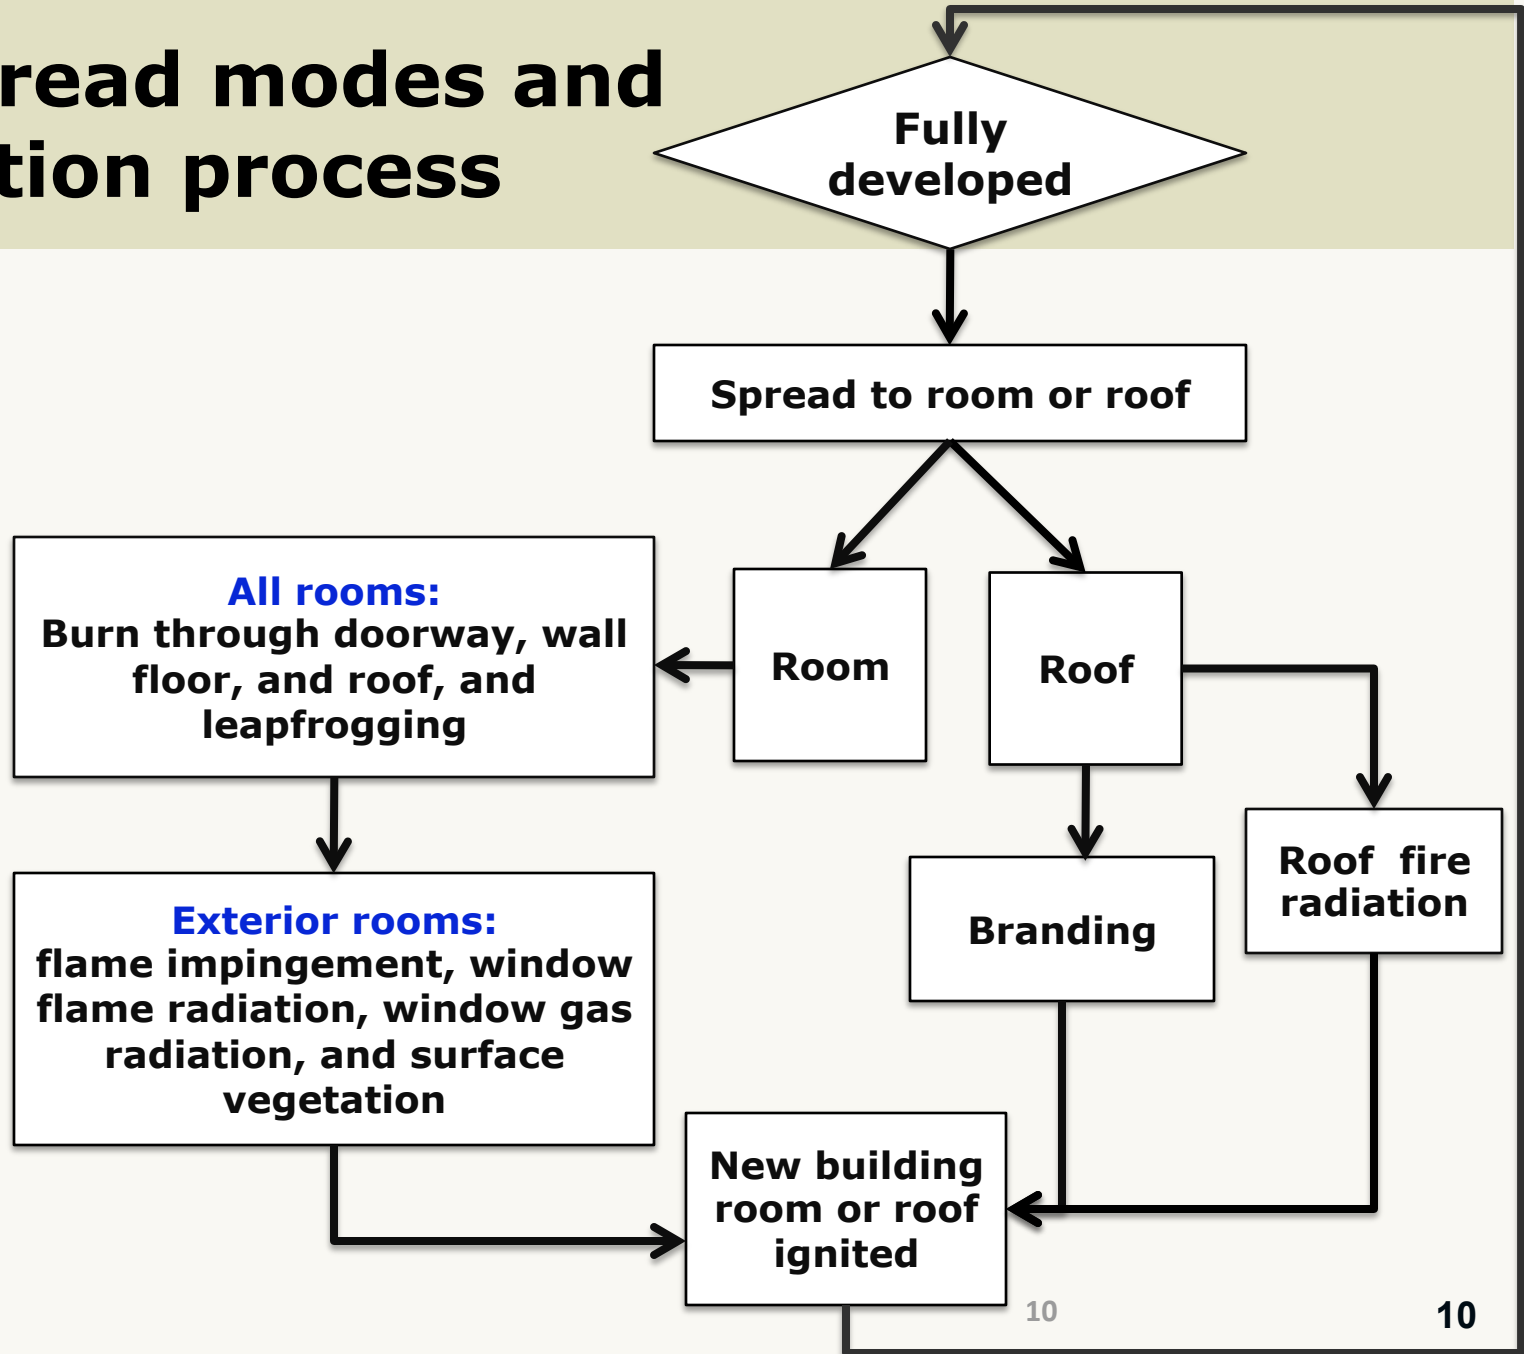 read modes and
tion process
Fully
developed
Spread to room or roof
All rooms:
Burn through doorway, wall
floor, and roof, and
leapfrogging
Room
Roof
Exterior rooms:
flame impingement, window
flame radiation, window gas
radiation, and surface
vegetation
Branding
Roof fire
radiation
New building
room or roof
ignited
10
10